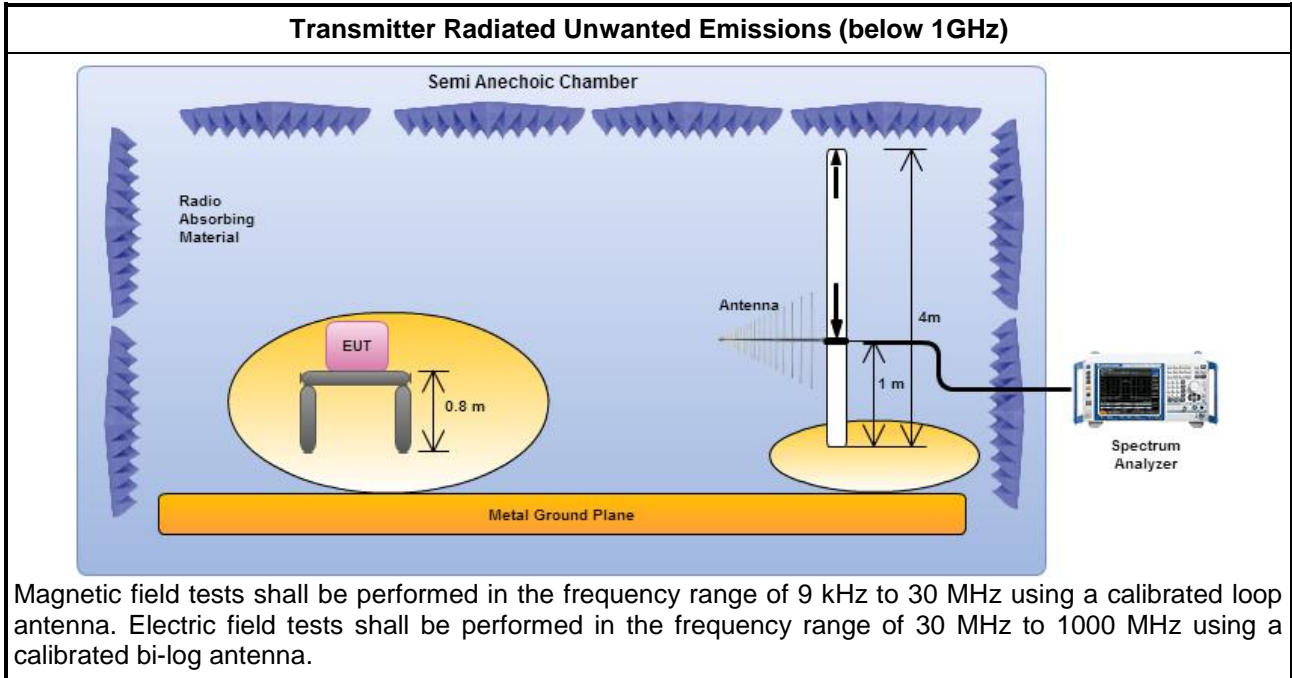 Transmitter Radiated Unwanted Emissions (below 1GHz)
Semi Anechoic Chamber
Radio
Absorbing
Material
Antenna
4m
EUT
1 m
0.8 m
Spectrum
Analyzer
Metal Ground Plane
Magnetic field tests shall be performed in the frequency range of 9 kHz to 30 MHz using a calibrated loop
antenna. Electric field tests shall be performed in the frequency range of 30 MHz to 1000 MHz using a
calibrated bi-log antenna.